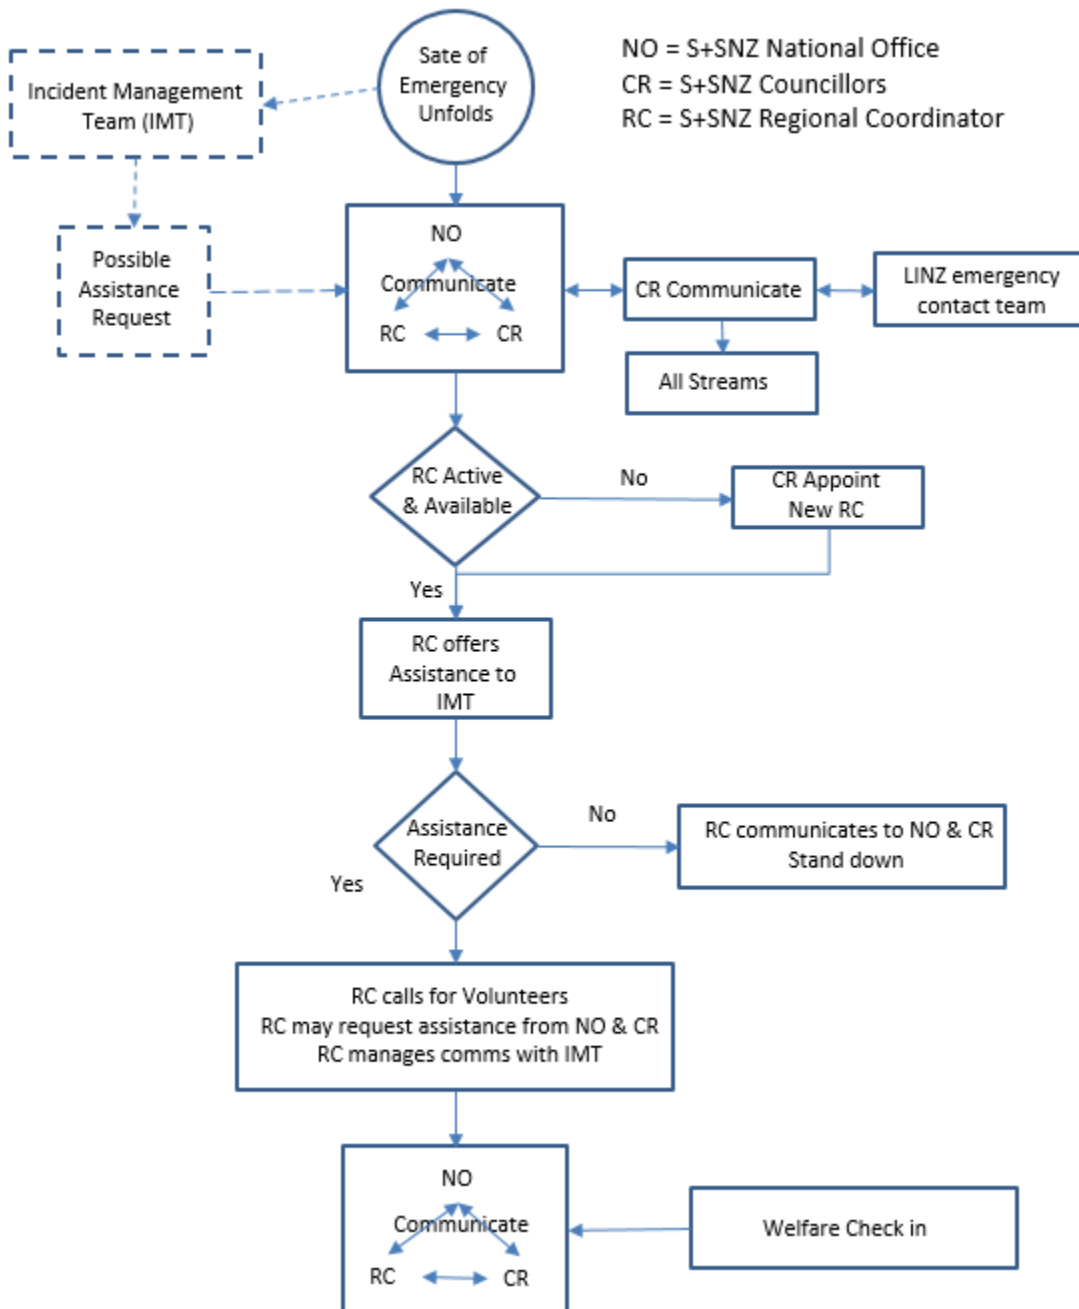 Sate of
Emergency
Unfolds
NO = S+SNZ National Office
CR = S+SNZ Councillors
RC = S+SNZ Regional Coordinator
Incident Management
Team (IMT)
Possible
Assistance
Request
NO
Communicate
RC
CR
CR Communicate
LINZ emergency
contact team
All Streams
RC Active
& Available
No
CR Appoint
New RC
Yes
RC offers
Assistance to
IMT
Assistance
Required
No
RC communicates to NO & CR
Stand down
Yes
RC calls for Volunteers
RC may request assistance from NO & CR
RC manages comms with IMT
NO
Communicate
RC
CR
Welfare Check in